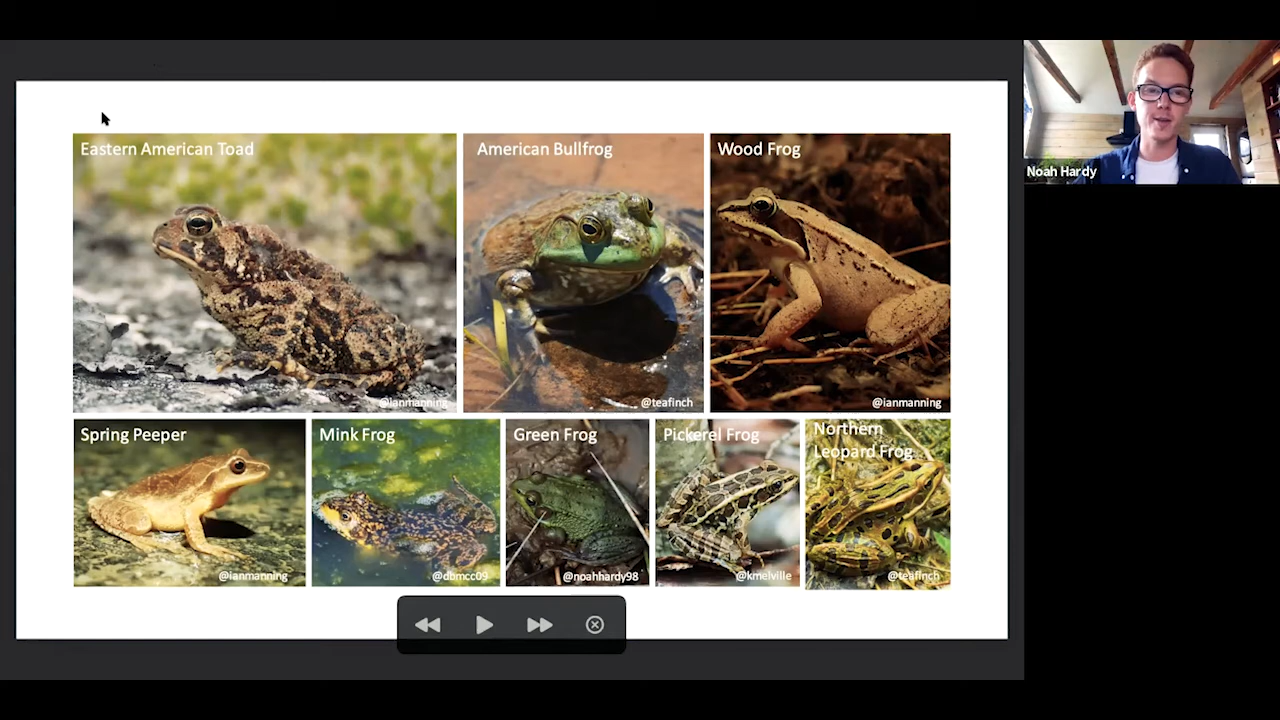 Eastern American Toad
American Bullfrog
Wood Frog
@ianmanning
@teafinch
@ianmanning
Spring Peeper
Mink Frog
Green Frog
Pickerel Frog
Northern
Leopard Frog
@ianmanning
@dbmcc09
@noahhardy98
@kmelville
@teafinch
Noah Hardy